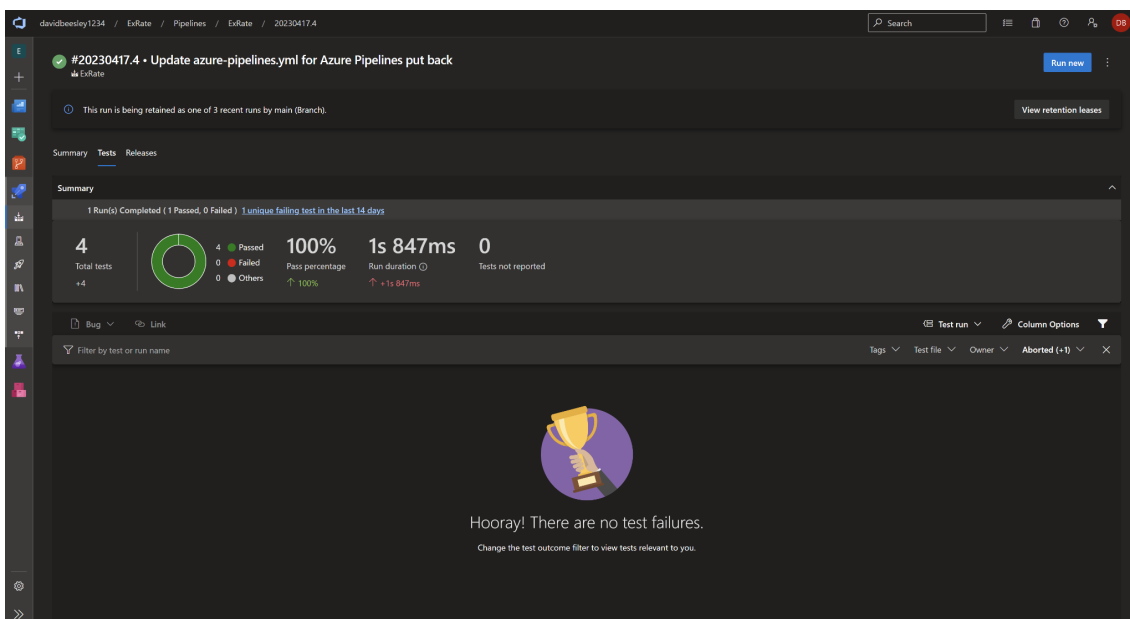 davidbeesley1234 / ExRate / Pipelines / ExRate / 20230417.4
Search
DB
E
#20230417.4 • Update azure-pipelines.yml for Azure Pipelines put back
ExRate
Run new
This run is being retained as one of 3 recent runs by main (Branch).
View retention leases
Summary Tests Releases
Summary
1 Run(s) Completed ( 1 Passed, 0 Failed ) 1 unique failing test in the last 14 days
4
Total tests
+4
4 Passed
0 Failed
0 Others
100%
Pass percentage
100%
1s 847ms
Run duration
+1s 847ms
0
Tests not reported
Bug Link
Test run Column Options
Filter by test or run name
Tags Test file Owner Aborted (+1)
Hooray! There are no test failures.
Change the test outcome filter to view tests relevant to you.